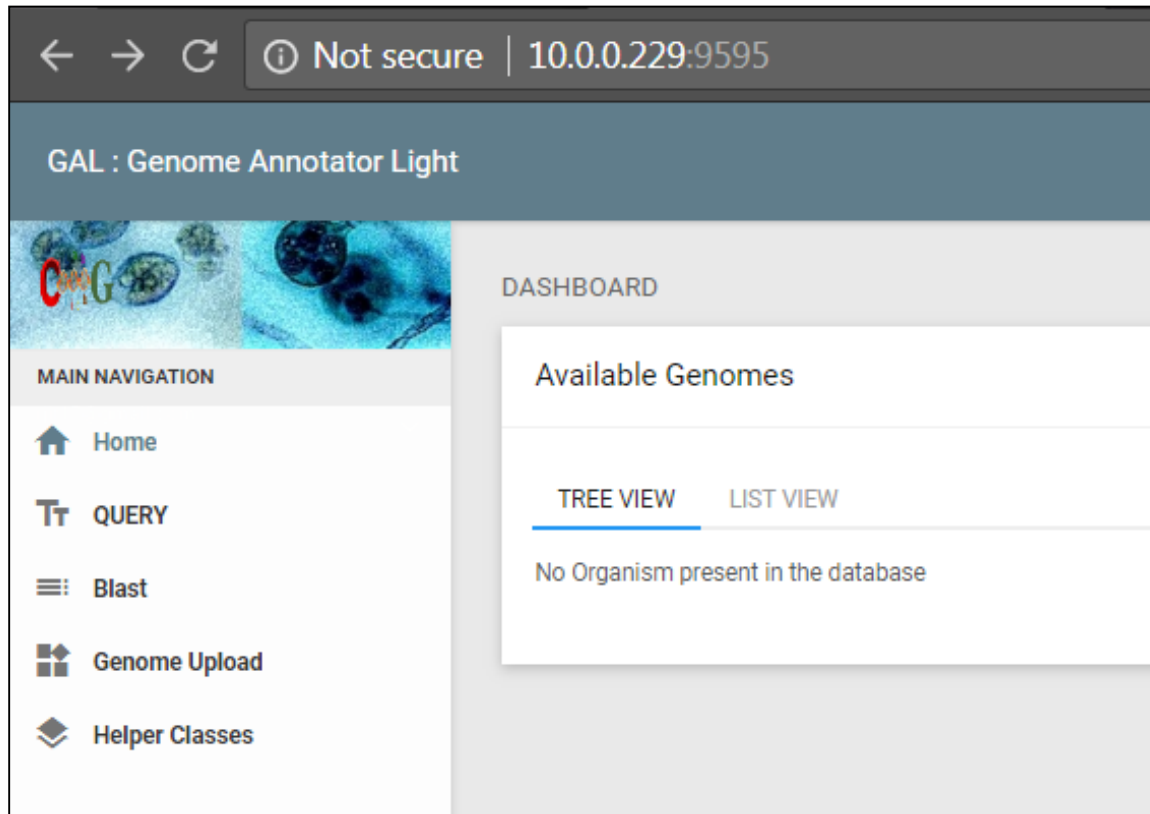 Not secure | 10.0.0.229:9595
GAL : Genome Annotator Light
MAIN NAVIGATION
Home
QUERY
Blast
Genome Upload
Helper Classes
DASHBOARD
Available Genomes
TREE VIEW LIST VIEW
No Organism present in the database